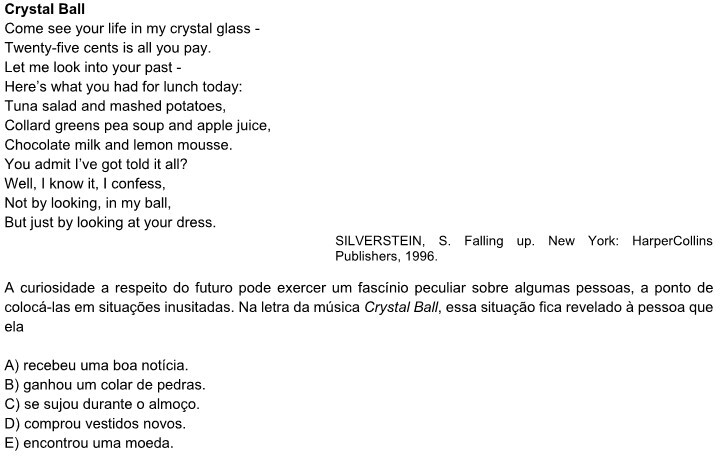 Crystal Ball
Come see your life in my crystal glass -
Twenty-five cents is all you pay.
Let me look into your past -
Here's what you had for lunch today:
Tuna salad and mashed potatoes,
Collard greens pea soup and apple juice,
Chocolate milk and lemon mousse.
You admit I've got told it all?
Well, I know it, I confess,
Not by looking, in my ball,
But just by looking at your dress.
SILVERSTEIN, S. Falling up. New York: HarperCollins
Publishers, 1996.
A curiosidade a respeito do futuro pode exercer um fascínio peculiar sobre algumas pessoas, a ponto de
colocá-las em situações inusitadas. Na letra da música Crystal Ball, essa situação fica revelado à pessoa que
ela
A) recebeu uma boa notícia.
B) ganhou um colar de pedras.
C) se sujou durante o almoço.
D) comprou vestidos novos.
E) encontrou uma moeda.